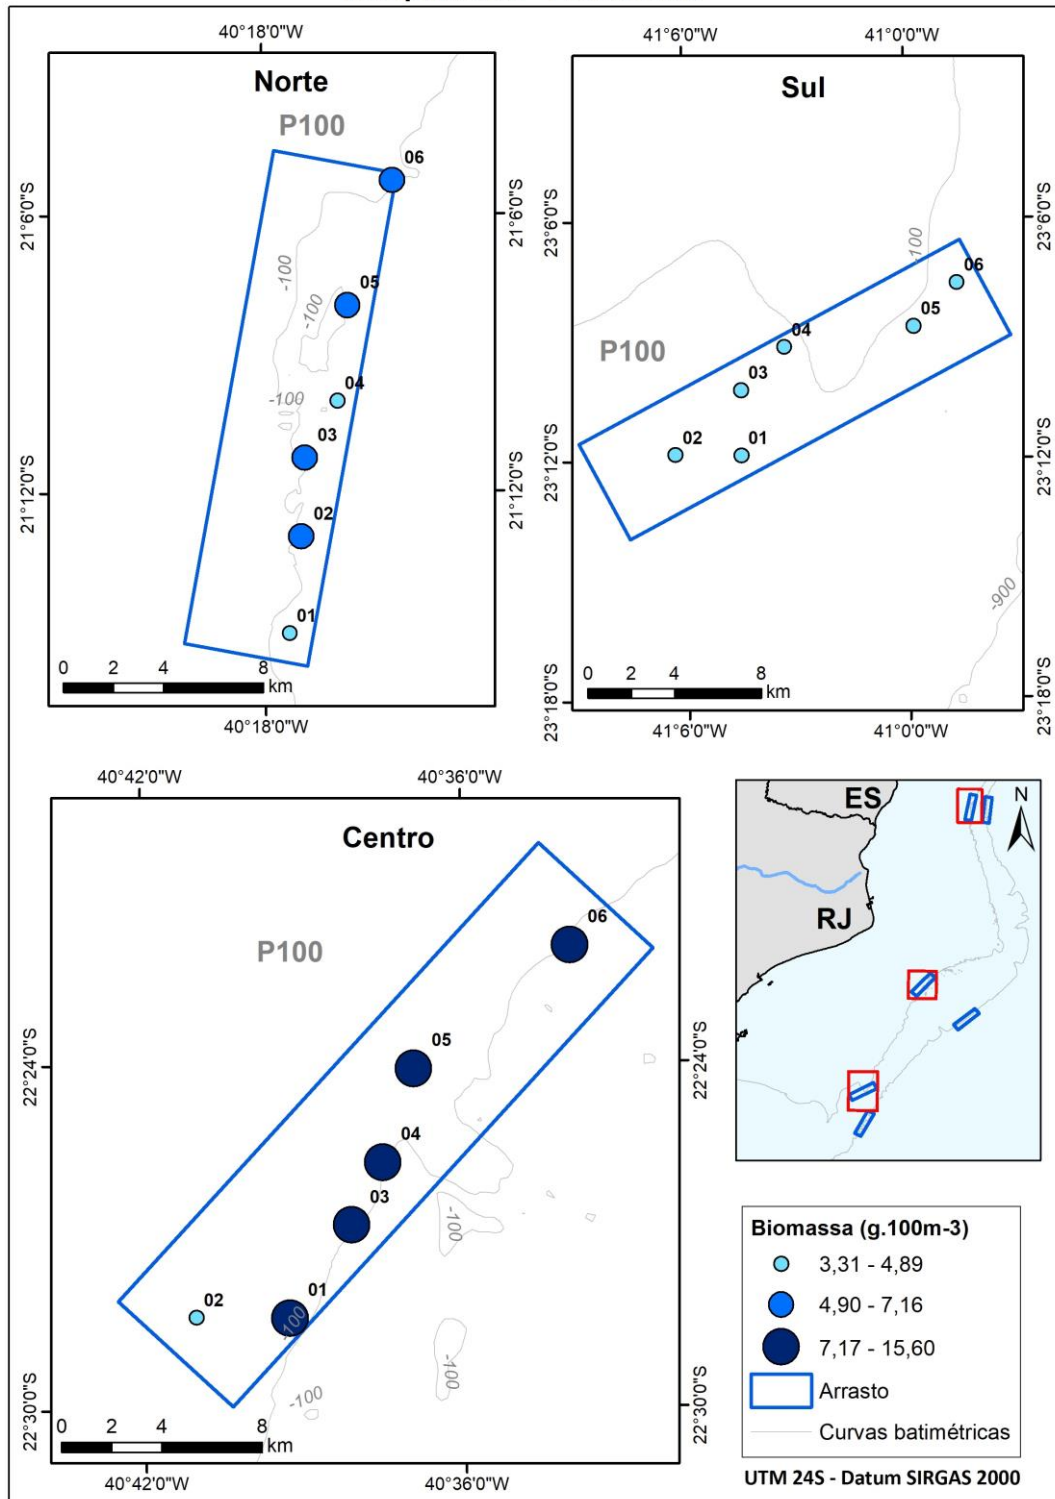 40°18'0"W
Norte
P100
06
05
04
03
02
01
-100
-100
-100
21°6'0"S
21°6'0"S
21°12'0"S
21°12'0"S
0 2 4 8
km
40°18'0"W
41°6'0"W 41°0'0"W
Sul
P100
06
05
04
03
02
01
-100
-900
23°6'0"S
23°6'0"S
23°12'0"S
23°12'0"S
23°18'0"S
23°18'0"S
0 2 4 8
km
41°6'0"W 41°0'0"W
40°42'0"W 40°36'0"W
Centro
P100
06
05
04
03
01
02
-100
-100
-100
-100
22°24'0"S
22°24'0"S
22°30'0"S
22°30'0"S
0 2 4 8
km
40°42'0"W 40°36'0"W
ES
N
RJ
Biomassa (g.100m-3)
3,31 - 4,89
4,90 - 7,16
7,17 - 15,60
Arrasto
Curvas batimétricas
UTM 24S - Datum SIRGAS 2000